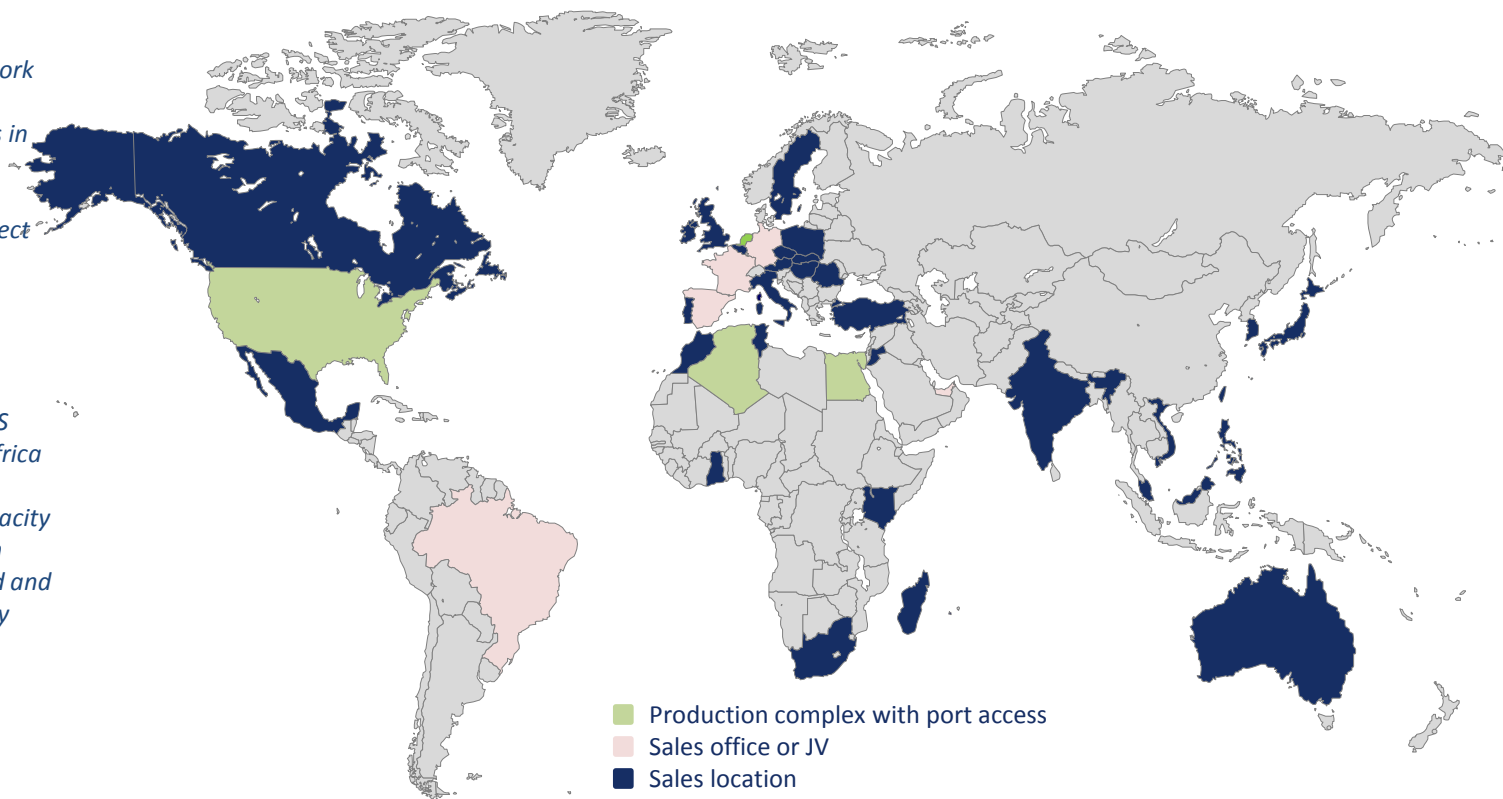 ork
s in
ect
S
frica
acity
d and
y
Production complex with port access
Sales office or JV
Sales location